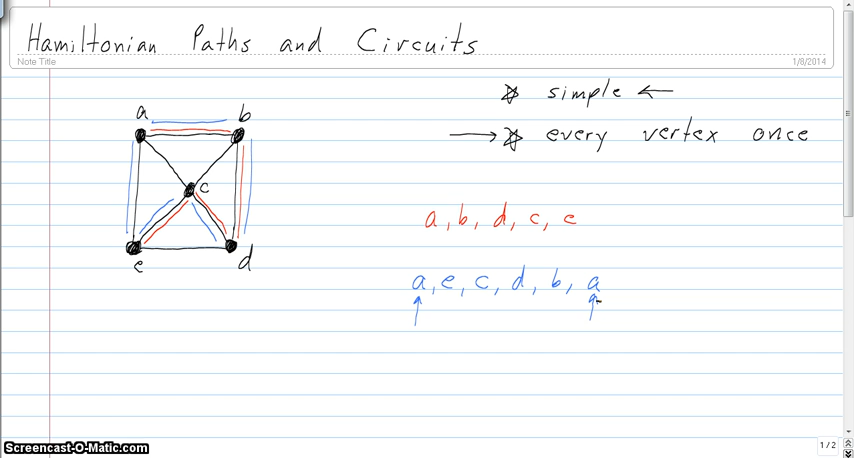 Hamiltonian Paths and Circuits
Note Title
1/8/2014
simple
every vertex once
a
b
c
e
d
a, b, d, c, e
a, e, c, d, b, a
SCREENCAST-O-MATIC.com
1/2